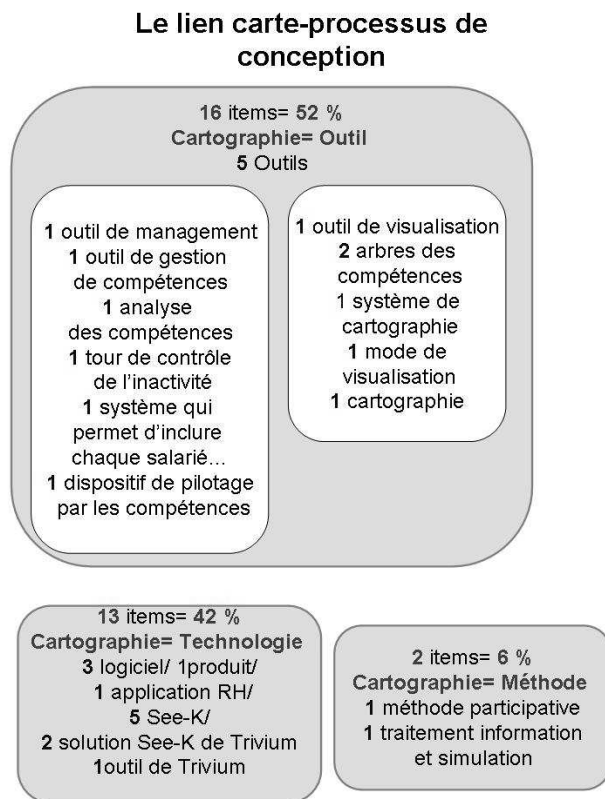 Le lien carte-processus de
conception
16 items= 52 %
Cartographie= Outil
5 Outils
1 outil de management
1 outil de gestion
de compétences
1 analyse
des compétences
1 tour de contrôle
de l'inactivité
1 système qui
permet d'inclure
chaque salarié...
1 dispositif de pilotage
par les compétences
1 outil de visualisation
2 arbres des
compétences
1 système de
cartographie
1 mode de
visualisation
1 cartographie
13 items= 42 %
Cartographie= Technologie
3 logiciel/ 1produit/
1 application RH/
5 See-K/
2 solution See-K de Trivium
1outil de Trivium
2 items= 6 %
Cartographie= Méthode
1 méthode participative
1 traitement information
et simulation